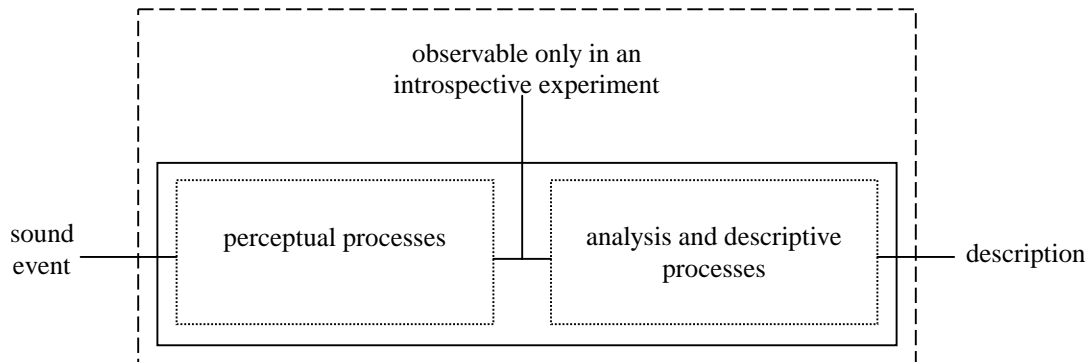 observable only in an
introspective experiment
sound
event
perceptual processes
analysis and descriptive
processes
description